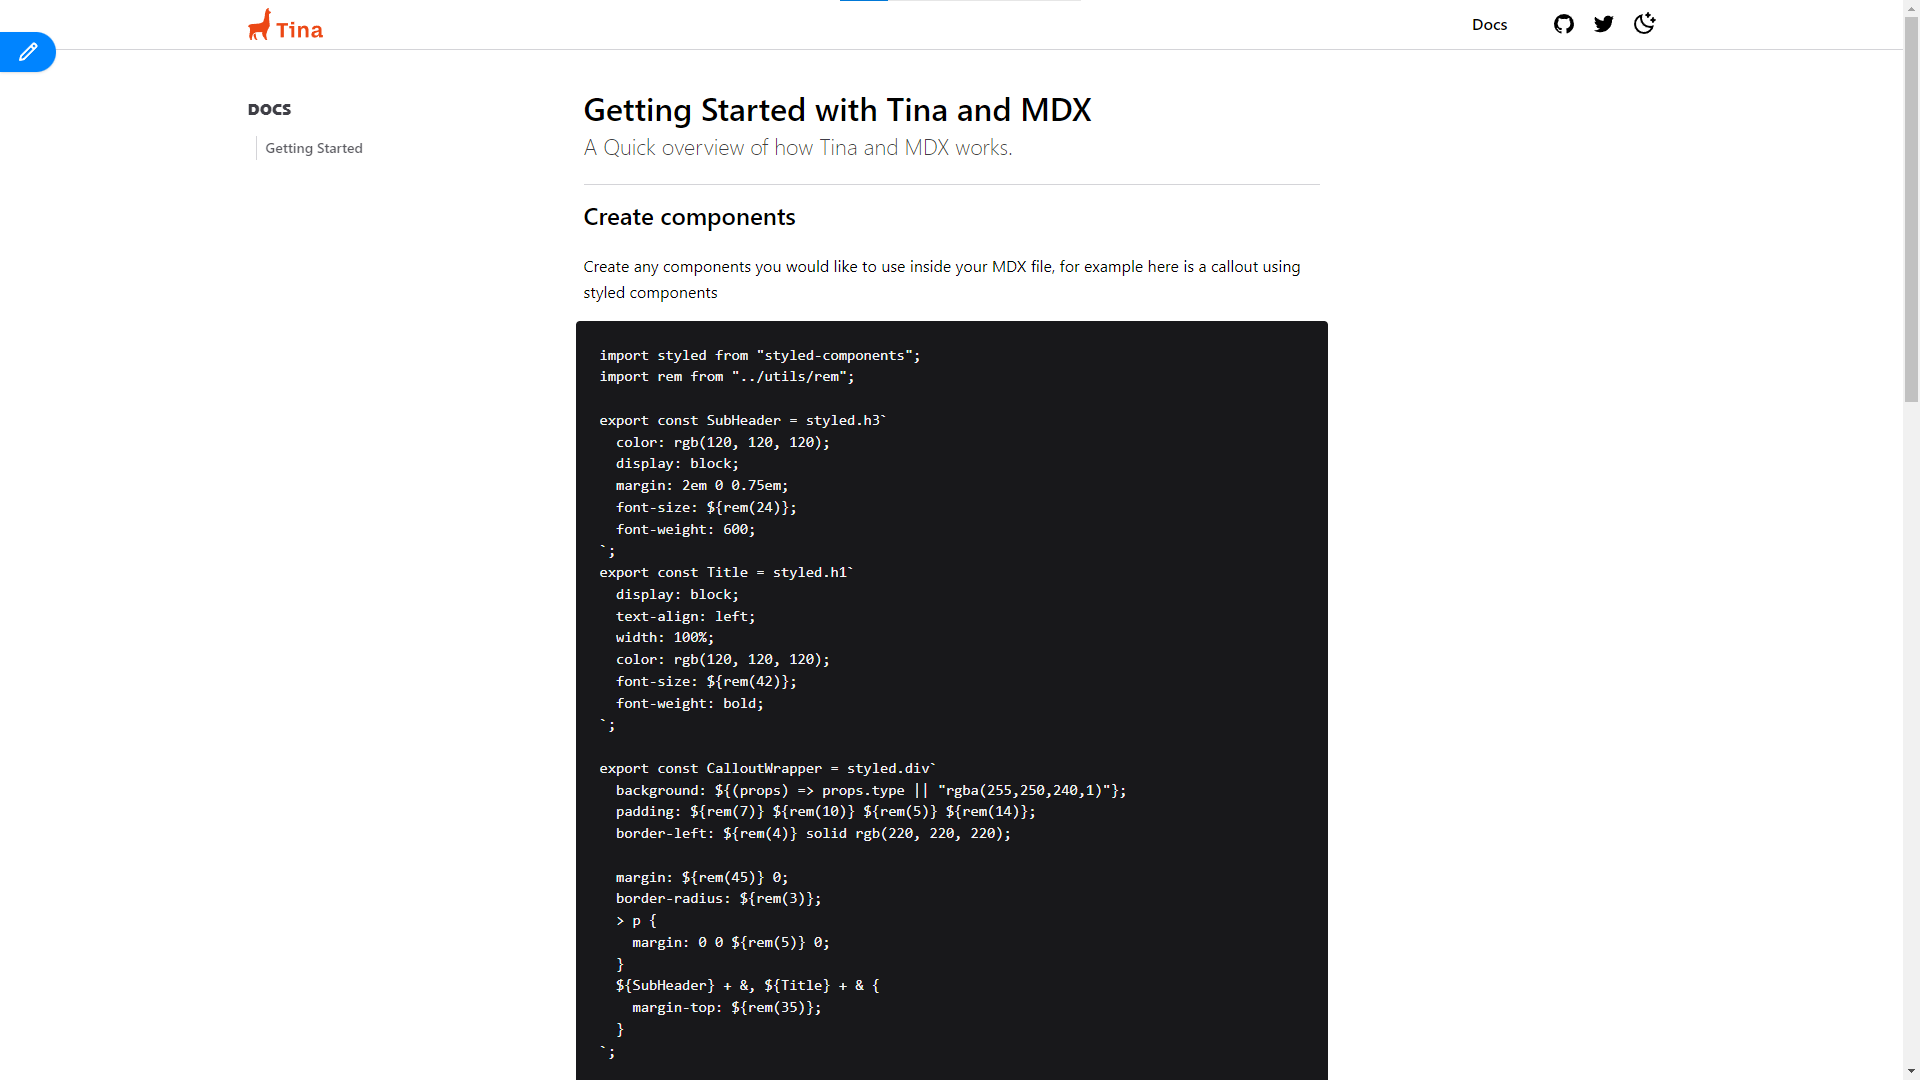 Tina
Docs
DOCS
Getting Started
Getting Started with Tina and MDX
A Quick overview of how Tina and MDX works.
Create components
Create any components you would like to use inside your MDX file, for example here is a callout using
styled components
import styled from "styled-components";
import rem from "../utils/rem";
export const SubHeader = styled.h3`
  color: rgb(120, 120, 120);
  display: block;
  margin: 2em 0 0.75em;
  font-size: ${rem(24)};
  font-weight: 600;
`;
export const Title = styled.h1`
  display: block;
  text-align: left;
  width: 100%;
  color: rgb(120, 120, 120);
  font-size: ${rem(42)};
  font-weight: bold;
`;
export const CalloutWrapper = styled.div`
  background: ${(props) => props.type || "rgba(255,250,240,1)"};
  padding: ${rem(7)} ${rem(10)} ${rem(5)} ${rem(14)};
  border-left: ${rem(4)} solid rgb(220, 220, 220);
  margin: ${rem(45)} 0;
  border-radius: ${rem(3)};
  > p {
    margin: 0 0 ${rem(5)} 0;
  }
  ${SubHeader} + &, ${Title} + & {
    margin-top: ${rem(35)};
  }
`;